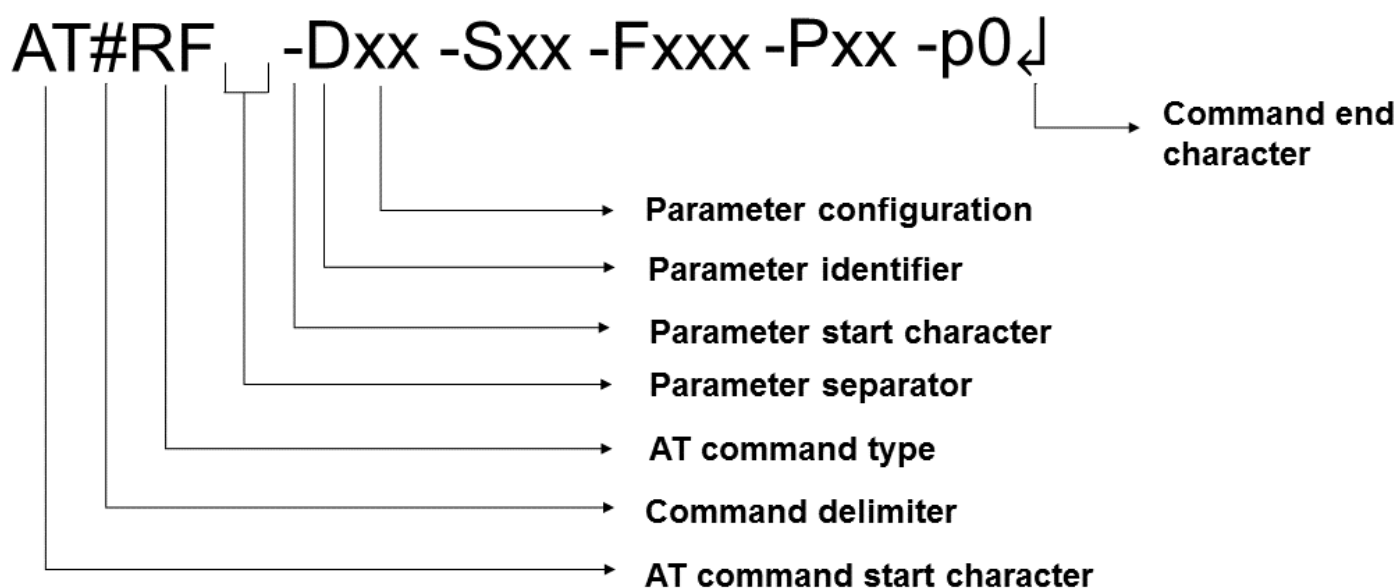 AT#RF -Dxx -Sxx -Fxxx -Pxx -p0↲
Command end
character
Parameter configuration
Parameter identifier
Parameter start character
Parameter separator
AT command type
Command delimiter
AT command start character